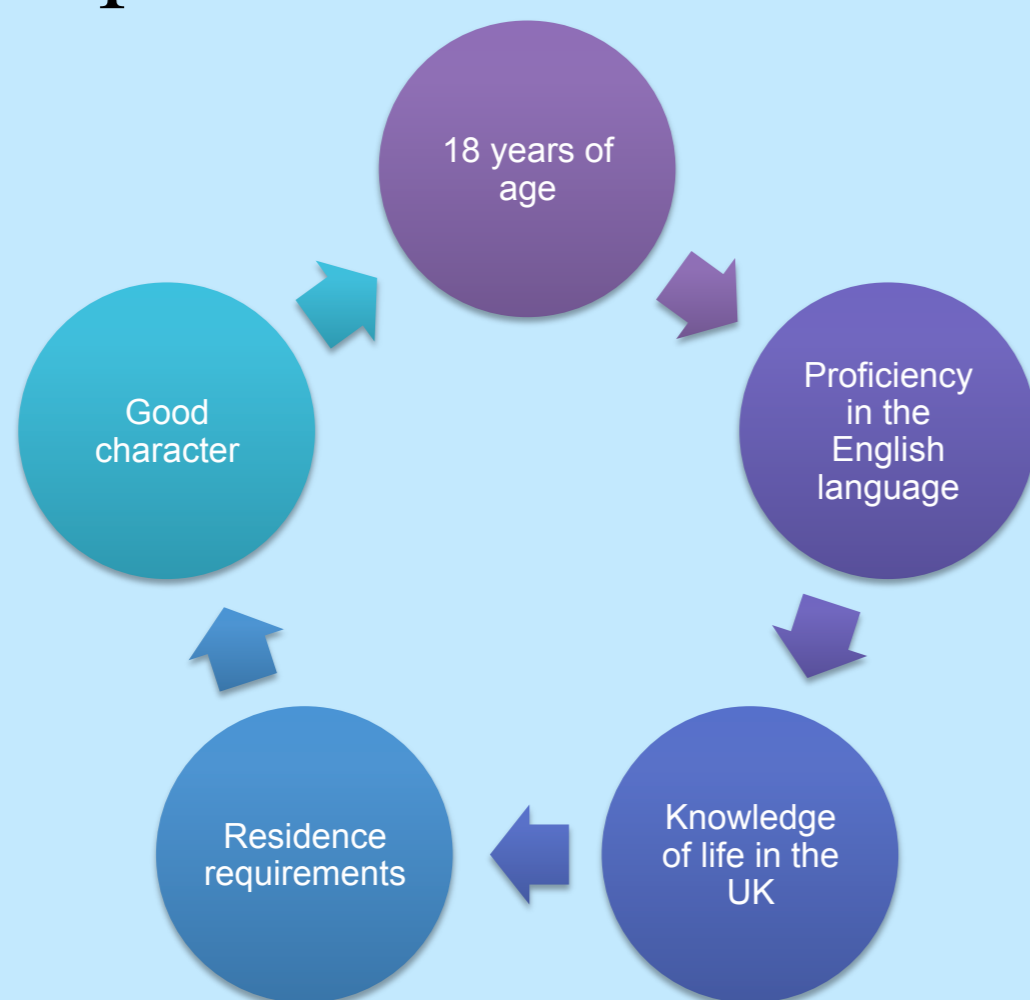 18 years of
age
Proficiency
in the
English
language
Knowledge
of life in the
UK
Residence
requirements
Good
character